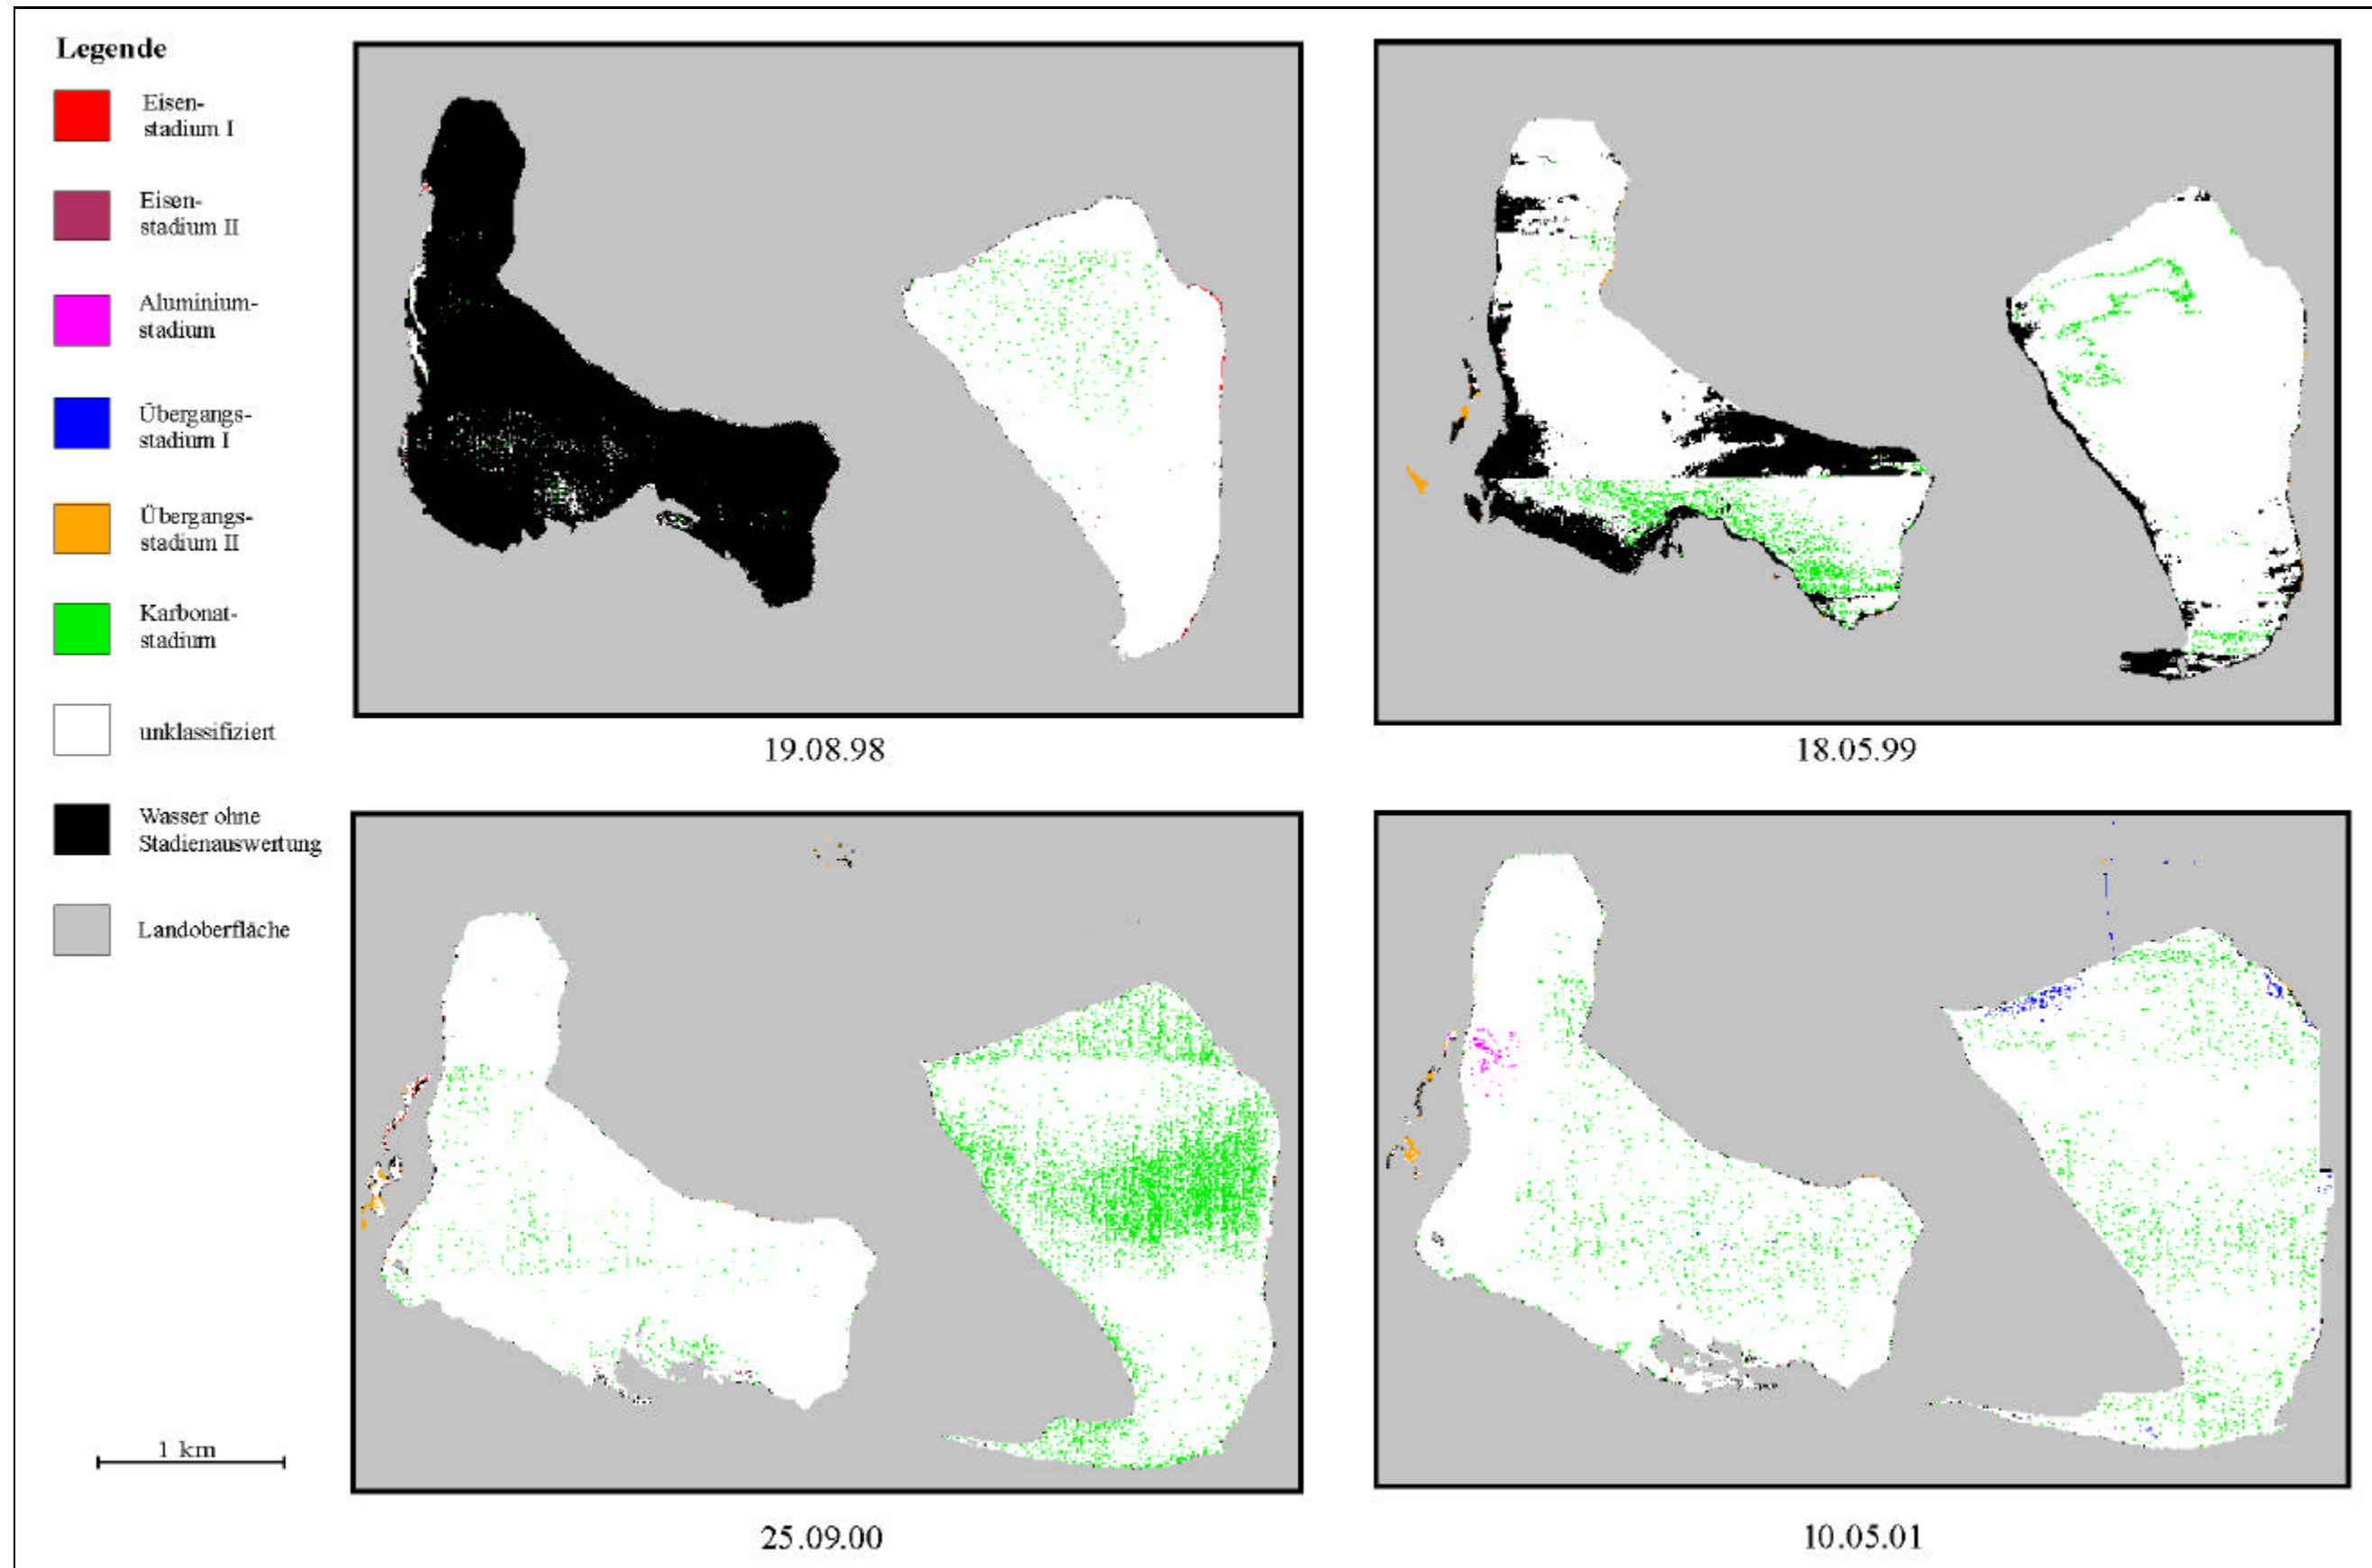 Legende
Eisen-
stadium I
Eisen-
stadium II
Aluminium-
stadium
Übergangs-
stadium I
Übergangs-
stadium II
Karbonat-
stadium
unklassifiziert
Wasser ohne
Stadienauswertung
Landoberfläche
1 km
19.08.98
18.05.99
25.09.00
10.05.01